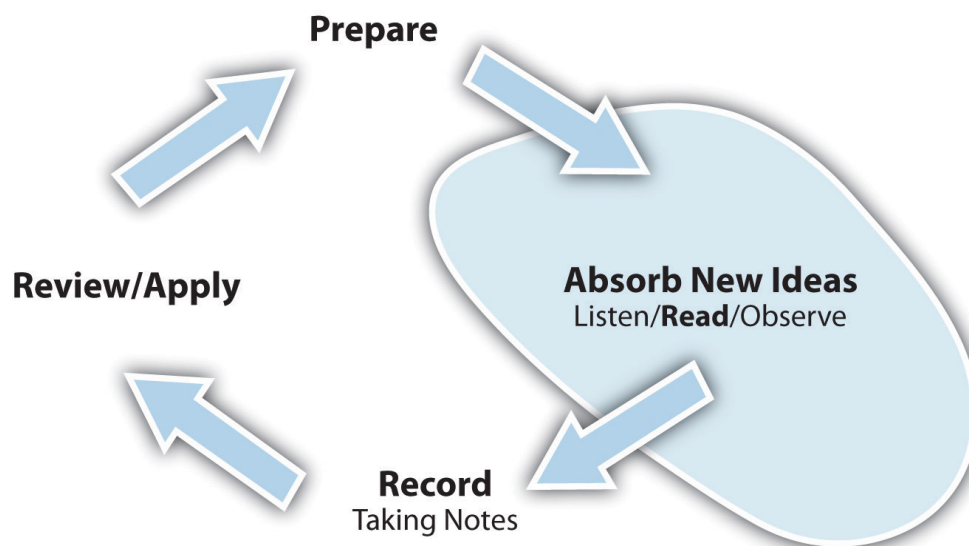 Prepare
Absorb New Ideas
Listen/Read/Observe
Record
Taking Notes
Review/Apply